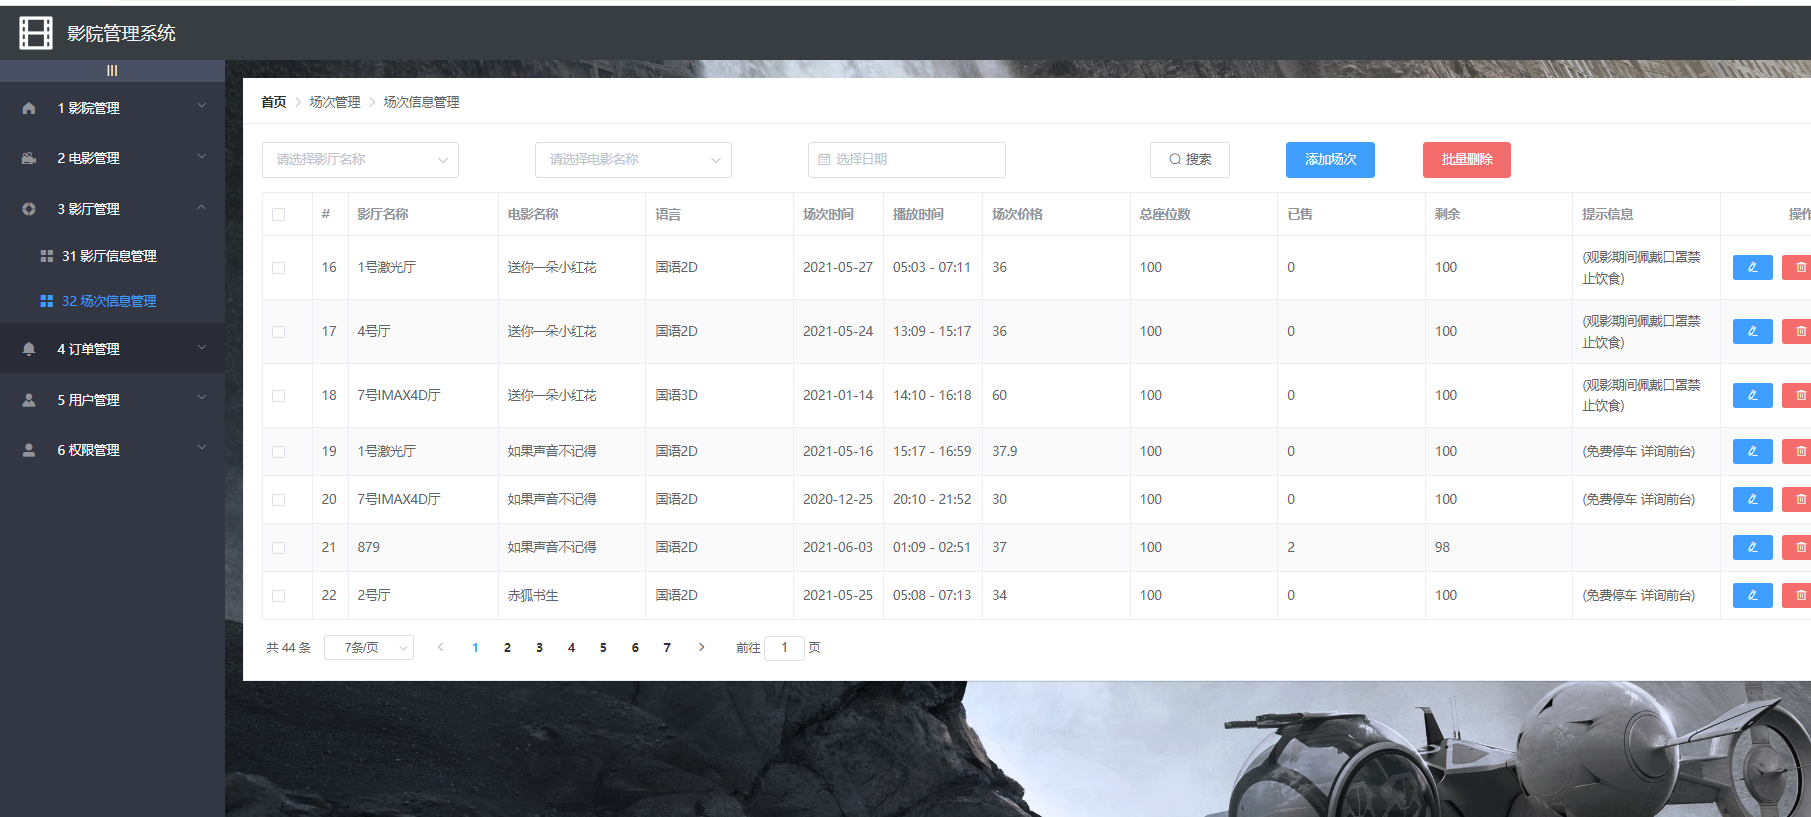 影院管理系统
1 影院管理
2 电影管理
3 影厅管理
31 影厅信息管理
32 场次信息管理
4 订单管理
5 用户管理
6 权限管理
首页 > 场次管理 > 场次信息管理
请选择影厅名称 请选择电影名称 选择日期 搜索 添加场次 批量删除
# 影厅名称 电影名称 语言 场次时间 播放时间 场次价格 总座位数 已售 剩余 提示信息 操作
16 1号激光厅 送你一朵小红花 国语2D 2021-05-27 05:03 - 07:11 36 100 0 100 (观影期间佩戴口罩禁
止饮食)
17 4号厅 送你一朵小红花 国语2D 2021-05-24 13:09 - 15:17 36 100 0 100 (观影期间佩戴口罩禁
止饮食)
18 7号IMAX4D厅 送你一朵小红花 国语3D 2021-01-14 14:10 - 16:18 60 100 0 100 (观影期间佩戴口罩禁
止饮食)
19 1号激光厅 如果声音不记得 国语2D 2021-05-16 15:17 - 16:59 37.9 100 0 100 (免费停车 详询前台)
20 7号IMAX4D厅 如果声音不记得 国语2D 2020-12-25 20:10 - 21:52 30 100 0 100 (免费停车 详询前台)
21 879 如果声音不记得 国语2D 2021-06-03 01:09 - 02:51 37 100 2 98
22 2号厅 赤狐书生 国语2D 2021-05-25 05:08 - 07:13 34 100 0 100 (免费停车 详询前台)
共 44 条 7条/页 < 1 2 3 4 5 6 7 > 前往 1 页